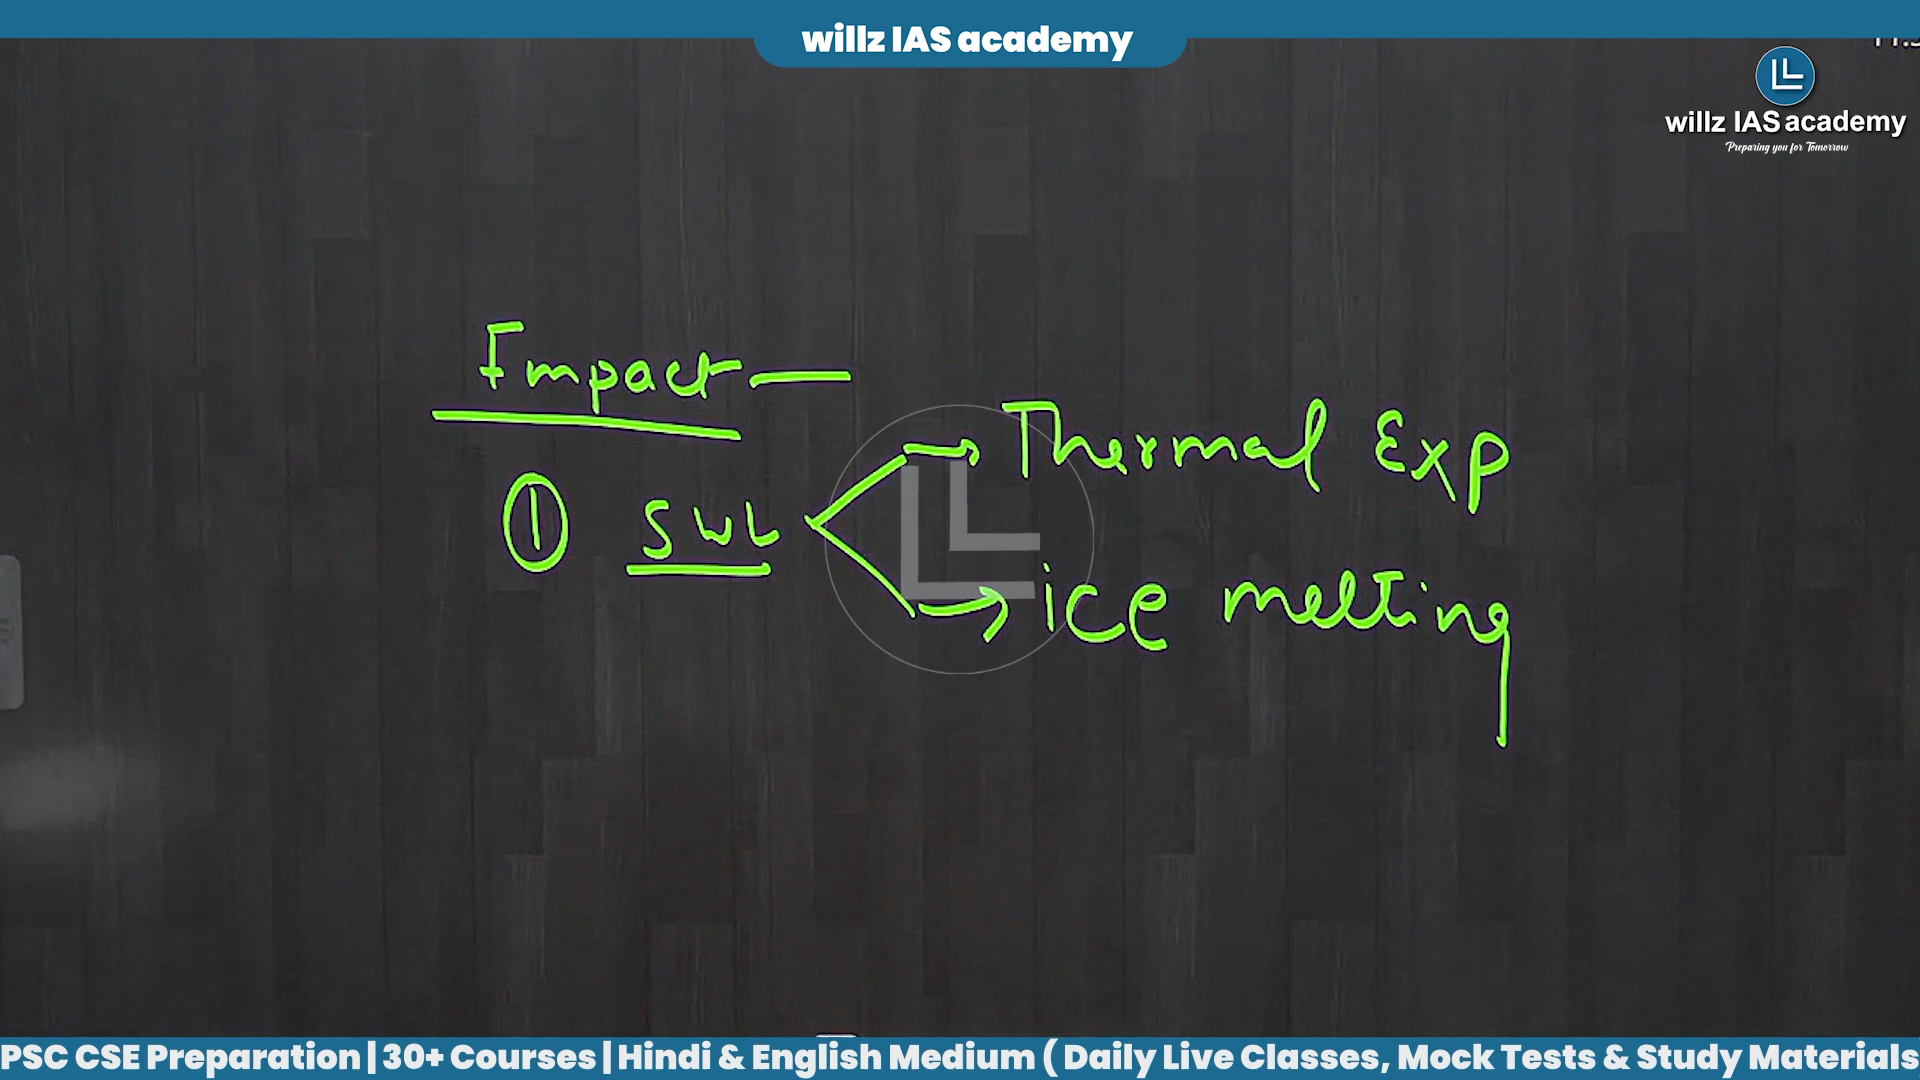 willz IAS academy
willz IAS academy
Preparing you for Tomorrow
Impact —
① SWL → Thermal Exp
→ ice melting
PSC CSE Preparation | 30+ Courses | Hindi & English Medium ( Daily Live Classes, Mock Tests & Study Materials